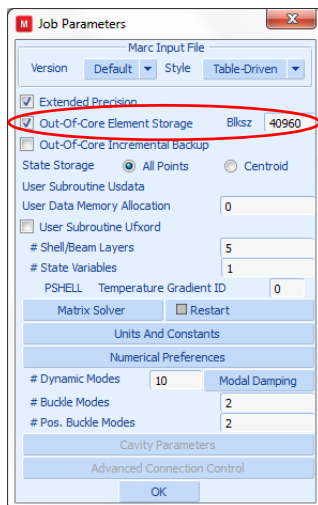 M Job Parameters X
Marc Input File
Version Default Style Table-Driven
Extended Precision
Out-Of-Core Element Storage Blksz 40960
Out-Of-Core Incremental Backup
State Storage All Points Centroid
User Subroutine Usdata
User Data Memory Allocation 0
User Subroutine Ufxord
# Shell/Beam Layers 5
# State Variables 1
PSHELL Temperature Gradient ID 0
Matrix Solver Restart
Units And Constants
Numerical Preferences
# Dynamic Modes 10 Modal Damping
# Buckle Modes 2
# Pos. Buckle Modes 2
Cavity Parameters
Advanced Connection Control
OK